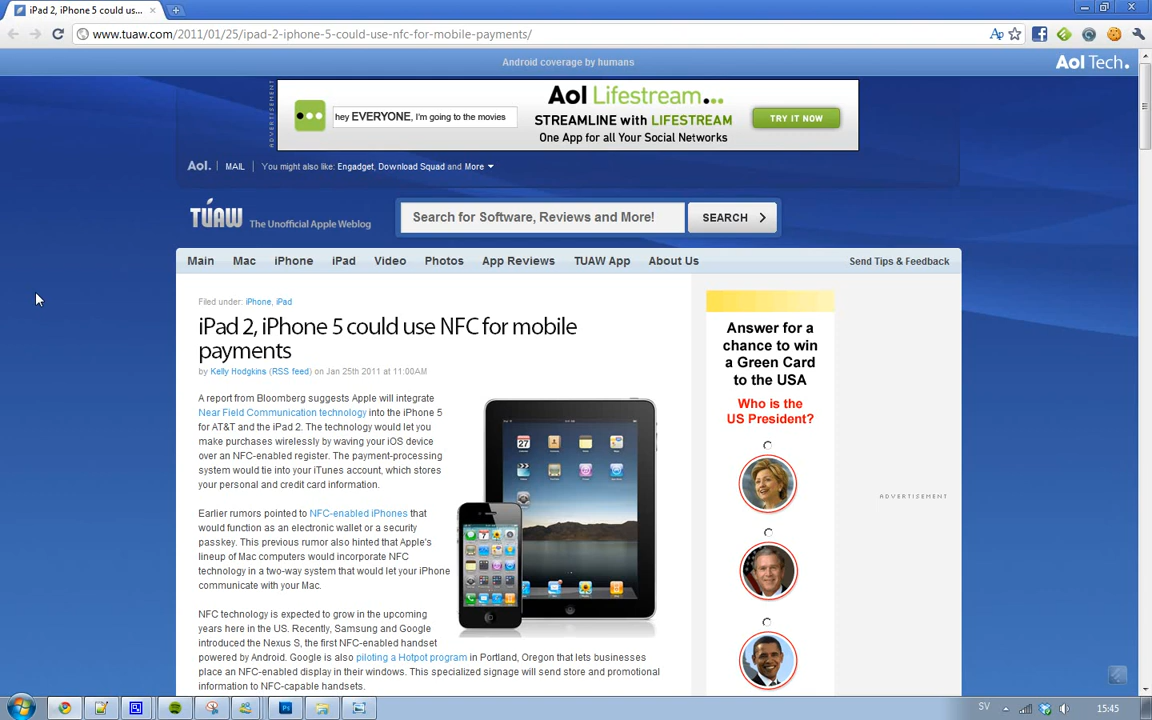 iPad 2, iPhone 5 could us...
www.tuaw.com/2011/01/25/ipad-2-iphone-5-could-use-nfc-for-mobile-payments/
Android coverage by humans
Aol Tech.
ADVERTISEMENT
hey EVERYONE, I'm going to the movies
Aol Lifestream...
STREAMLINE with LIFESTREAM
One App for all Your Social Networks
TRY IT NOW
Aol. MAIL You might also like: Engadget, Download Squad and More
TUAW The Unofficial Apple Weblog
Search for Software, Reviews and More!
SEARCH
Main Mac iPhone iPad Video Photos App Reviews TUAW App About Us Send Tips & Feedback
Filed under: iPhone, iPad
iPad 2, iPhone 5 could use NFC for mobile
payments
by Kelly Hodgkins (RSS feed) on Jan 25th 2011 at 11:00AM
A report from Bloomberg suggests Apple will integrate
Near Field Communication technology into the iPhone 5
for AT&T and the iPad 2. The technology would let you
make purchases wirelessly by waving your iOS device
over an NFC-enabled register. The payment-processing
system would tie into your iTunes account, which stores
your personal and credit card information.
Earlier rumors pointed to NFC-enabled iPhones that
would function as an electronic wallet or a security
passkey. This previous rumor also hinted that Apple's
lineup of Mac computers would incorporate NFC
technology in a two-way system that would let your iPhone
communicate with your Mac.
NFC technology is expected to grow in the upcoming
years here in the US. Recently, Samsung and Google
introduced the Nexus S, the first NFC-enabled handset
powered by Android. Google is also piloting a Hotpot program in Portland, Oregon that lets businesses
place an NFC-enabled display in their windows. This specialized signage will send store and promotional
information to NFC-capable handsets.
Answer for a
chance to win
a Green Card
to the USA
Who is the
US President?
ADVERTISEMENT
SV
15:45